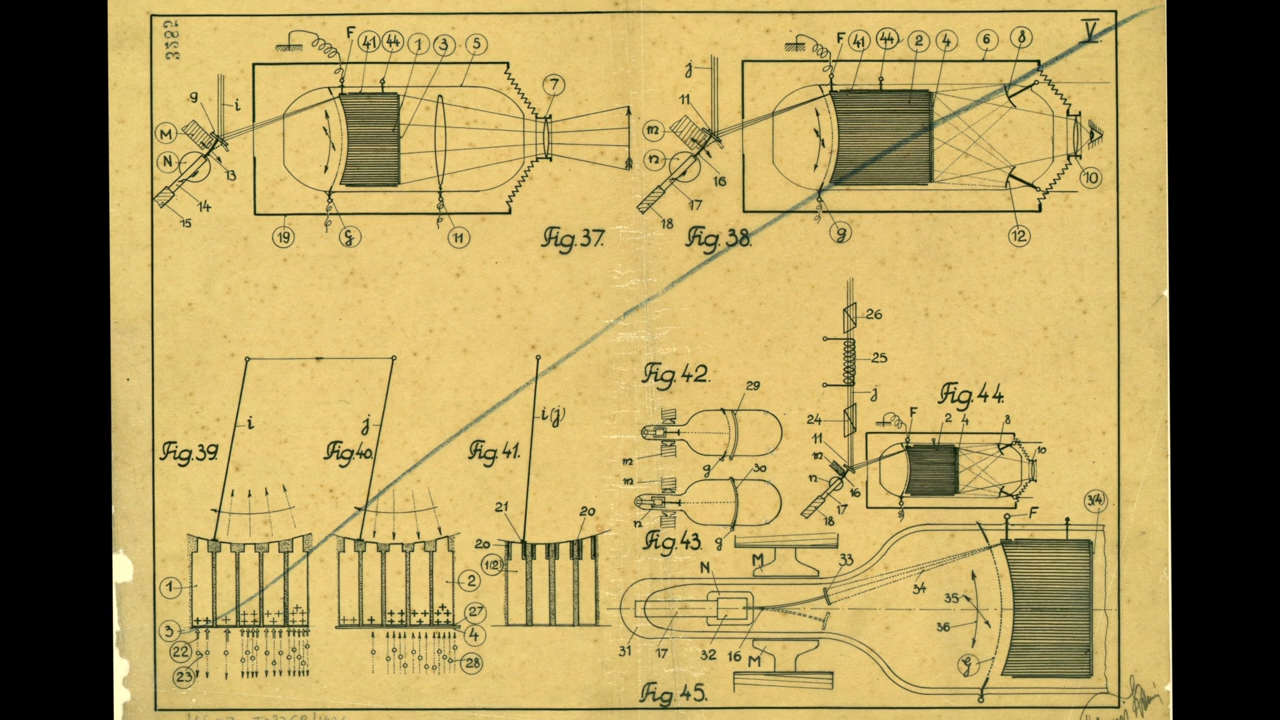 3385
V.
F 41 44 1 3 5
7
g i
M
N
13
14
15
19 G 11
Fig. 37.
F 41 44 2 4 6 8
j
11
m
n
16
17
18
10
g 12
Fig. 38.
26
25
j
24
Fig. 42.
29
m
g
Fig. 44.
F 2 4 8
11
m
10
n
16
17
18
i
Fig. 39.
j
Fig. 40.
i(j)
Fig. 41.
30
m
n
g
Fig. 43.
21 20
20
1(2)
1
2
3
22
23
27
4
28
M
N
33
F
3(4)
34
35
36
31 17 32 16 M
G
Fig. 45.